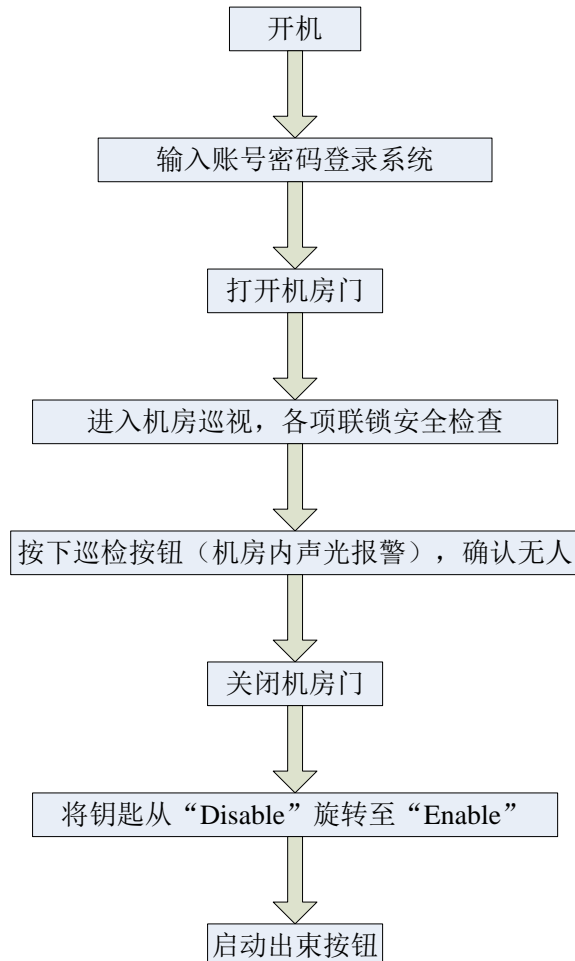 开机
输入账号密码登录系统
打开机房门
进入机房巡视，各项联锁安全检查
按下巡检按钮（机房内声光报警），确认无人
关闭机房门
将钥匙从“Disable”旋转至“Enable”
启动出束按钮